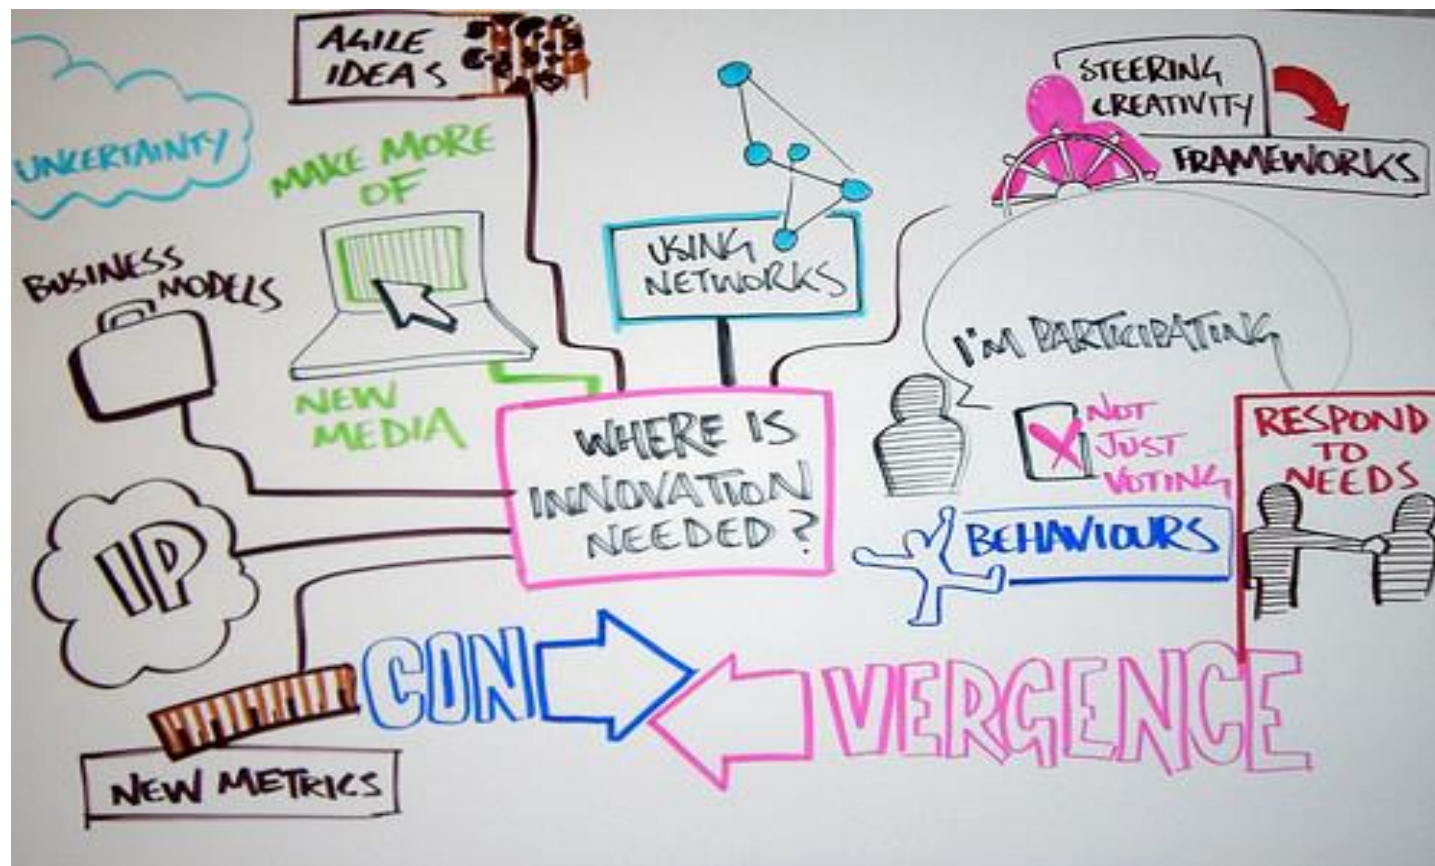 AGILE
IDEAS
STEERING
CREATIVITY
FRAMEWORKS
UNCERTAINTY
MAKE MORE
OF
NEW
MEDIA
USING
NETWORKS
BUSINESS
MODELS
I'M PARTICIPATING
NOT
JUST
VOTING
RESPOND
TO
NEEDS
WHERE IS
INNOVATION
NEEDED?
BEHAVIOURS
IP
CON VERGENCE
NEW METRICS